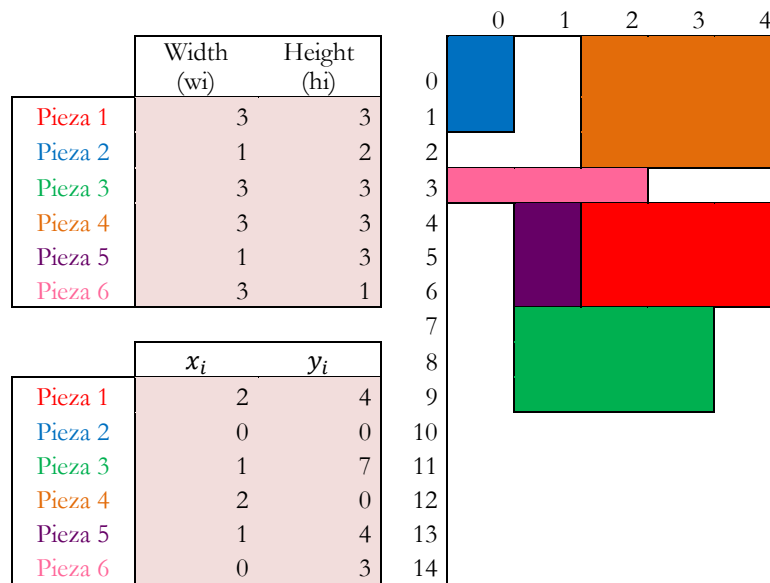 0 1 2 3 4
Width (wi) Height (hi)
0
Pieza 1 3 3 1
Pieza 2 1 2 2
Pieza 3 3 3 3
Pieza 4 3 3 4
Pieza 5 1 3 5
Pieza 6 3 1 6
7
x_i y_i 8
Pieza 1 2 4 9
Pieza 2 0 0 10
Pieza 3 1 7 11
Pieza 4 2 0 12
Pieza 5 1 4 13
Pieza 6 0 3 14